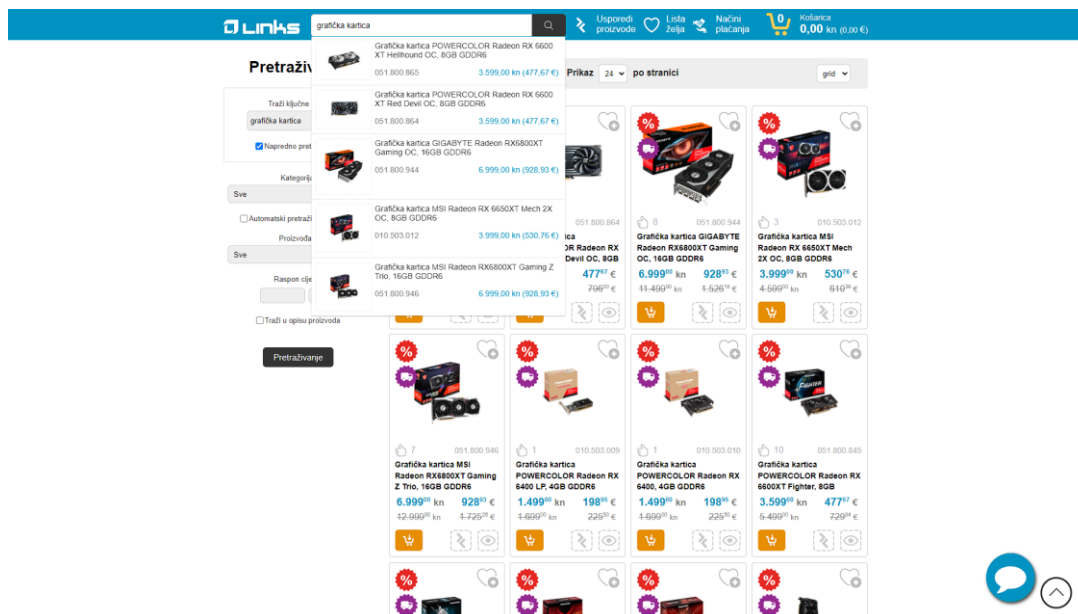 Links
grafička kartica
Usporedi
proizvode
Lista
želja
Načini
plaćanja
0
Košarica
0,00 kn (0,00 €)
Grafička kartica POWERCOLOR Radeon RX 6600
XT Hellhound OC, 8GB GDDR6
051.800.865 3.599,00 kn (477,67 €)
Grafička kartica POWERCOLOR Radeon RX 6600
XT Red Devil OC, 8GB GDDR6
051.800.864 3.599,00 kn (477,67 €)
Grafička kartica GIGABYTE Radeon RX6800XT
Gaming OC, 16GB GDDR6
051.800.944 6.999,00 kn (928,93 €)
Grafička kartica MSI Radeon RX 6650XT Mech 2X
OC, 8GB GDDR6
010.503.012 3.999,00 kn (530,76 €)
Grafička kartica MSI Radeon RX6800XT Gaming Z
Trio, 16GB GDDR6
051.800.946 6.999,00 kn (928,93 €)
Pretraživ
Traži ključne
grafička kartica
Napredno pret
Kategorija
Sve
Automatski pretraži
Proizvođa
Sve
Raspon cije
Traži u opisu proizvoda
Pretraživanje
Prikaz 24 po stranici
grid
051.800.864
ica
OR Radeon RX
Devil OC, 8GB
477,67 €
796 €
8 051.800.944
Grafička kartica GIGABYTE
Radeon RX6800XT Gaming
OC, 16GB GDDR6
6.999,00 kn 928,93 €
11.499,00 kn 1.526 €
3 010.503.012
Grafička kartica MSI
Radeon RX 6650XT Mech
2X OC, 8GB GDDR6
3.999,00 kn 530,76 €
4.599,00 kn 610 €
7 051.800.946
Grafička kartica MSI
Radeon RX6800XT Gaming
Z Trio, 16GB GDDR6
6.999,00 kn 928,93 €
12.999,00 kn 1.725 €
1 010.503.009
Grafička kartica
POWERCOLOR Radeon RX
6400 LP, 4GB GDDR6
1.499,00 kn 198,95 €
1.699,00 kn 225 €
1 010.503.010
Grafička kartica
POWERCOLOR Radeon RX
6400, 4GB GDDR6
1.499,00 kn 198,95 €
1.699,00 kn 225 €
10 051.800.845
Grafička kartica
POWERCOLOR Radeon RX
6600XT Fighter, 8GB
3.599,00 kn 477,67 €
5.499,00 kn 729 €